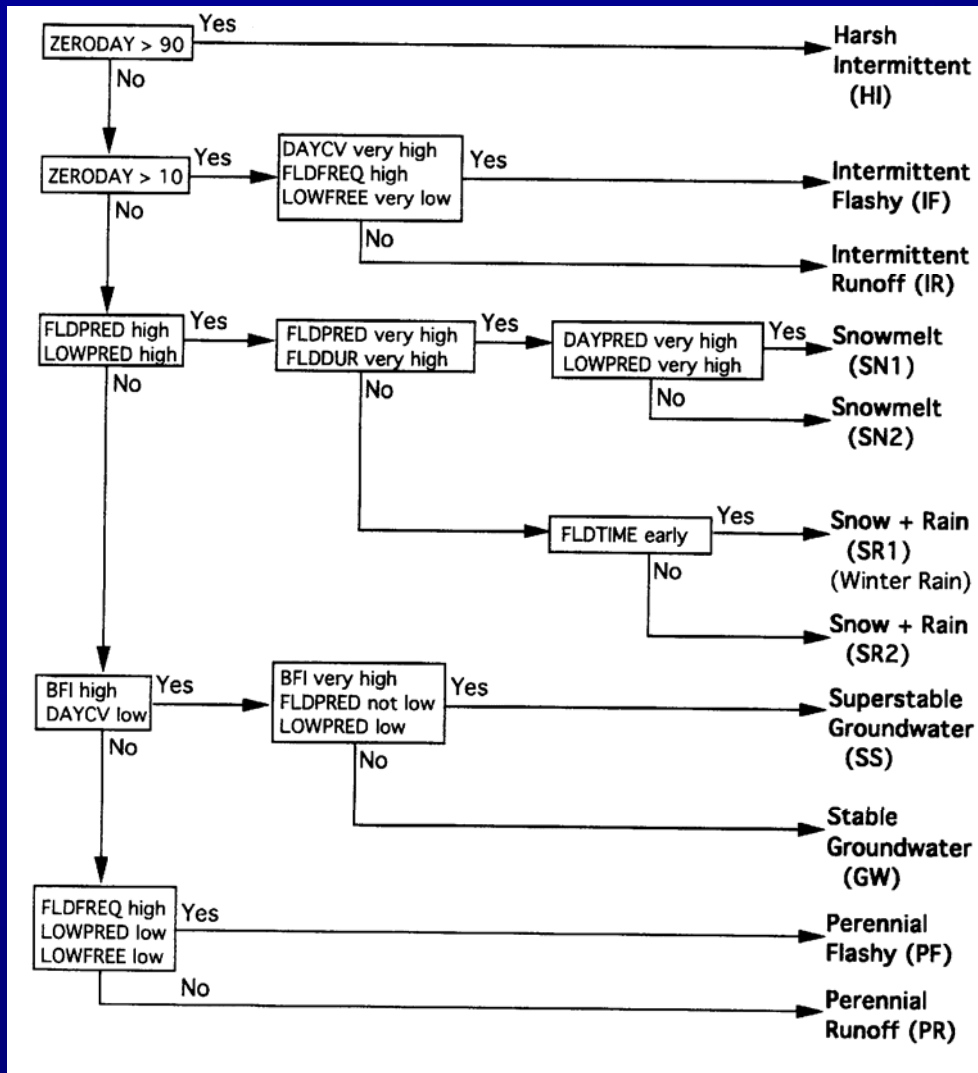 ZERODAY > 90
Yes
No
Harsh
Intermittent
(HI)
ZERODAY > 10
Yes
No
DAYCV very high
FLDFREQ high
LOWFREE very low
Yes
No
Intermittent
Flashy (IF)
Intermittent
Runoff (IR)
FLDPRED high
LOWPRED high
Yes
No
FLDPRED very high
FLDDUR very high
Yes
No
DAYPRED very high
LOWPRED very high
Yes
No
Snowmelt
(SN1)
Snowmelt
(SN2)
FLDTIME early
Yes
No
Snow + Rain
(SR1)
(Winter Rain)
Snow + Rain
(SR2)
BFI high
DAYCV low
Yes
No
BFI very high
FLDPRED not low
LOWPRED low
Yes
No
Superstable
Groundwater
(SS)
Stable
Groundwater
(GW)
FLDFREQ high
LOWPRED low
LOWFREE low
Yes
No
Perennial
Flashy (PF)
Perennial
Runoff (PR)